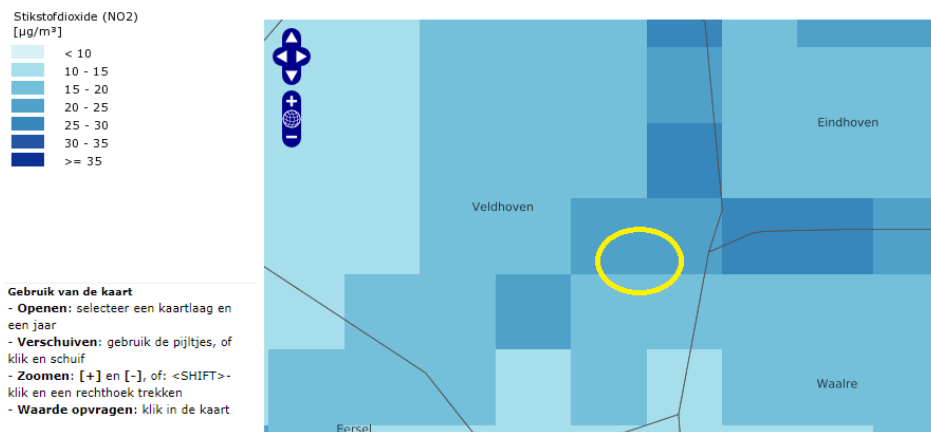 Stikstofdioxide (NO2)
[µg/m³]
< 10
10 - 15
15 - 20
20 - 25
25 - 30
30 - 35
>= 35
Eindhoven
Veldhoven
Waalre
Eersel
Gebruik van de kaart
- Openen: selecteer een kaartlaag en
een jaar
- Verschuiven: gebruik de pijltjes, of
klik en schuif
- Zoomen: [+] en [-], of: <SHIFT>-
klik en een rechthoek trekken
- Waarde opvragen: klik in de kaart